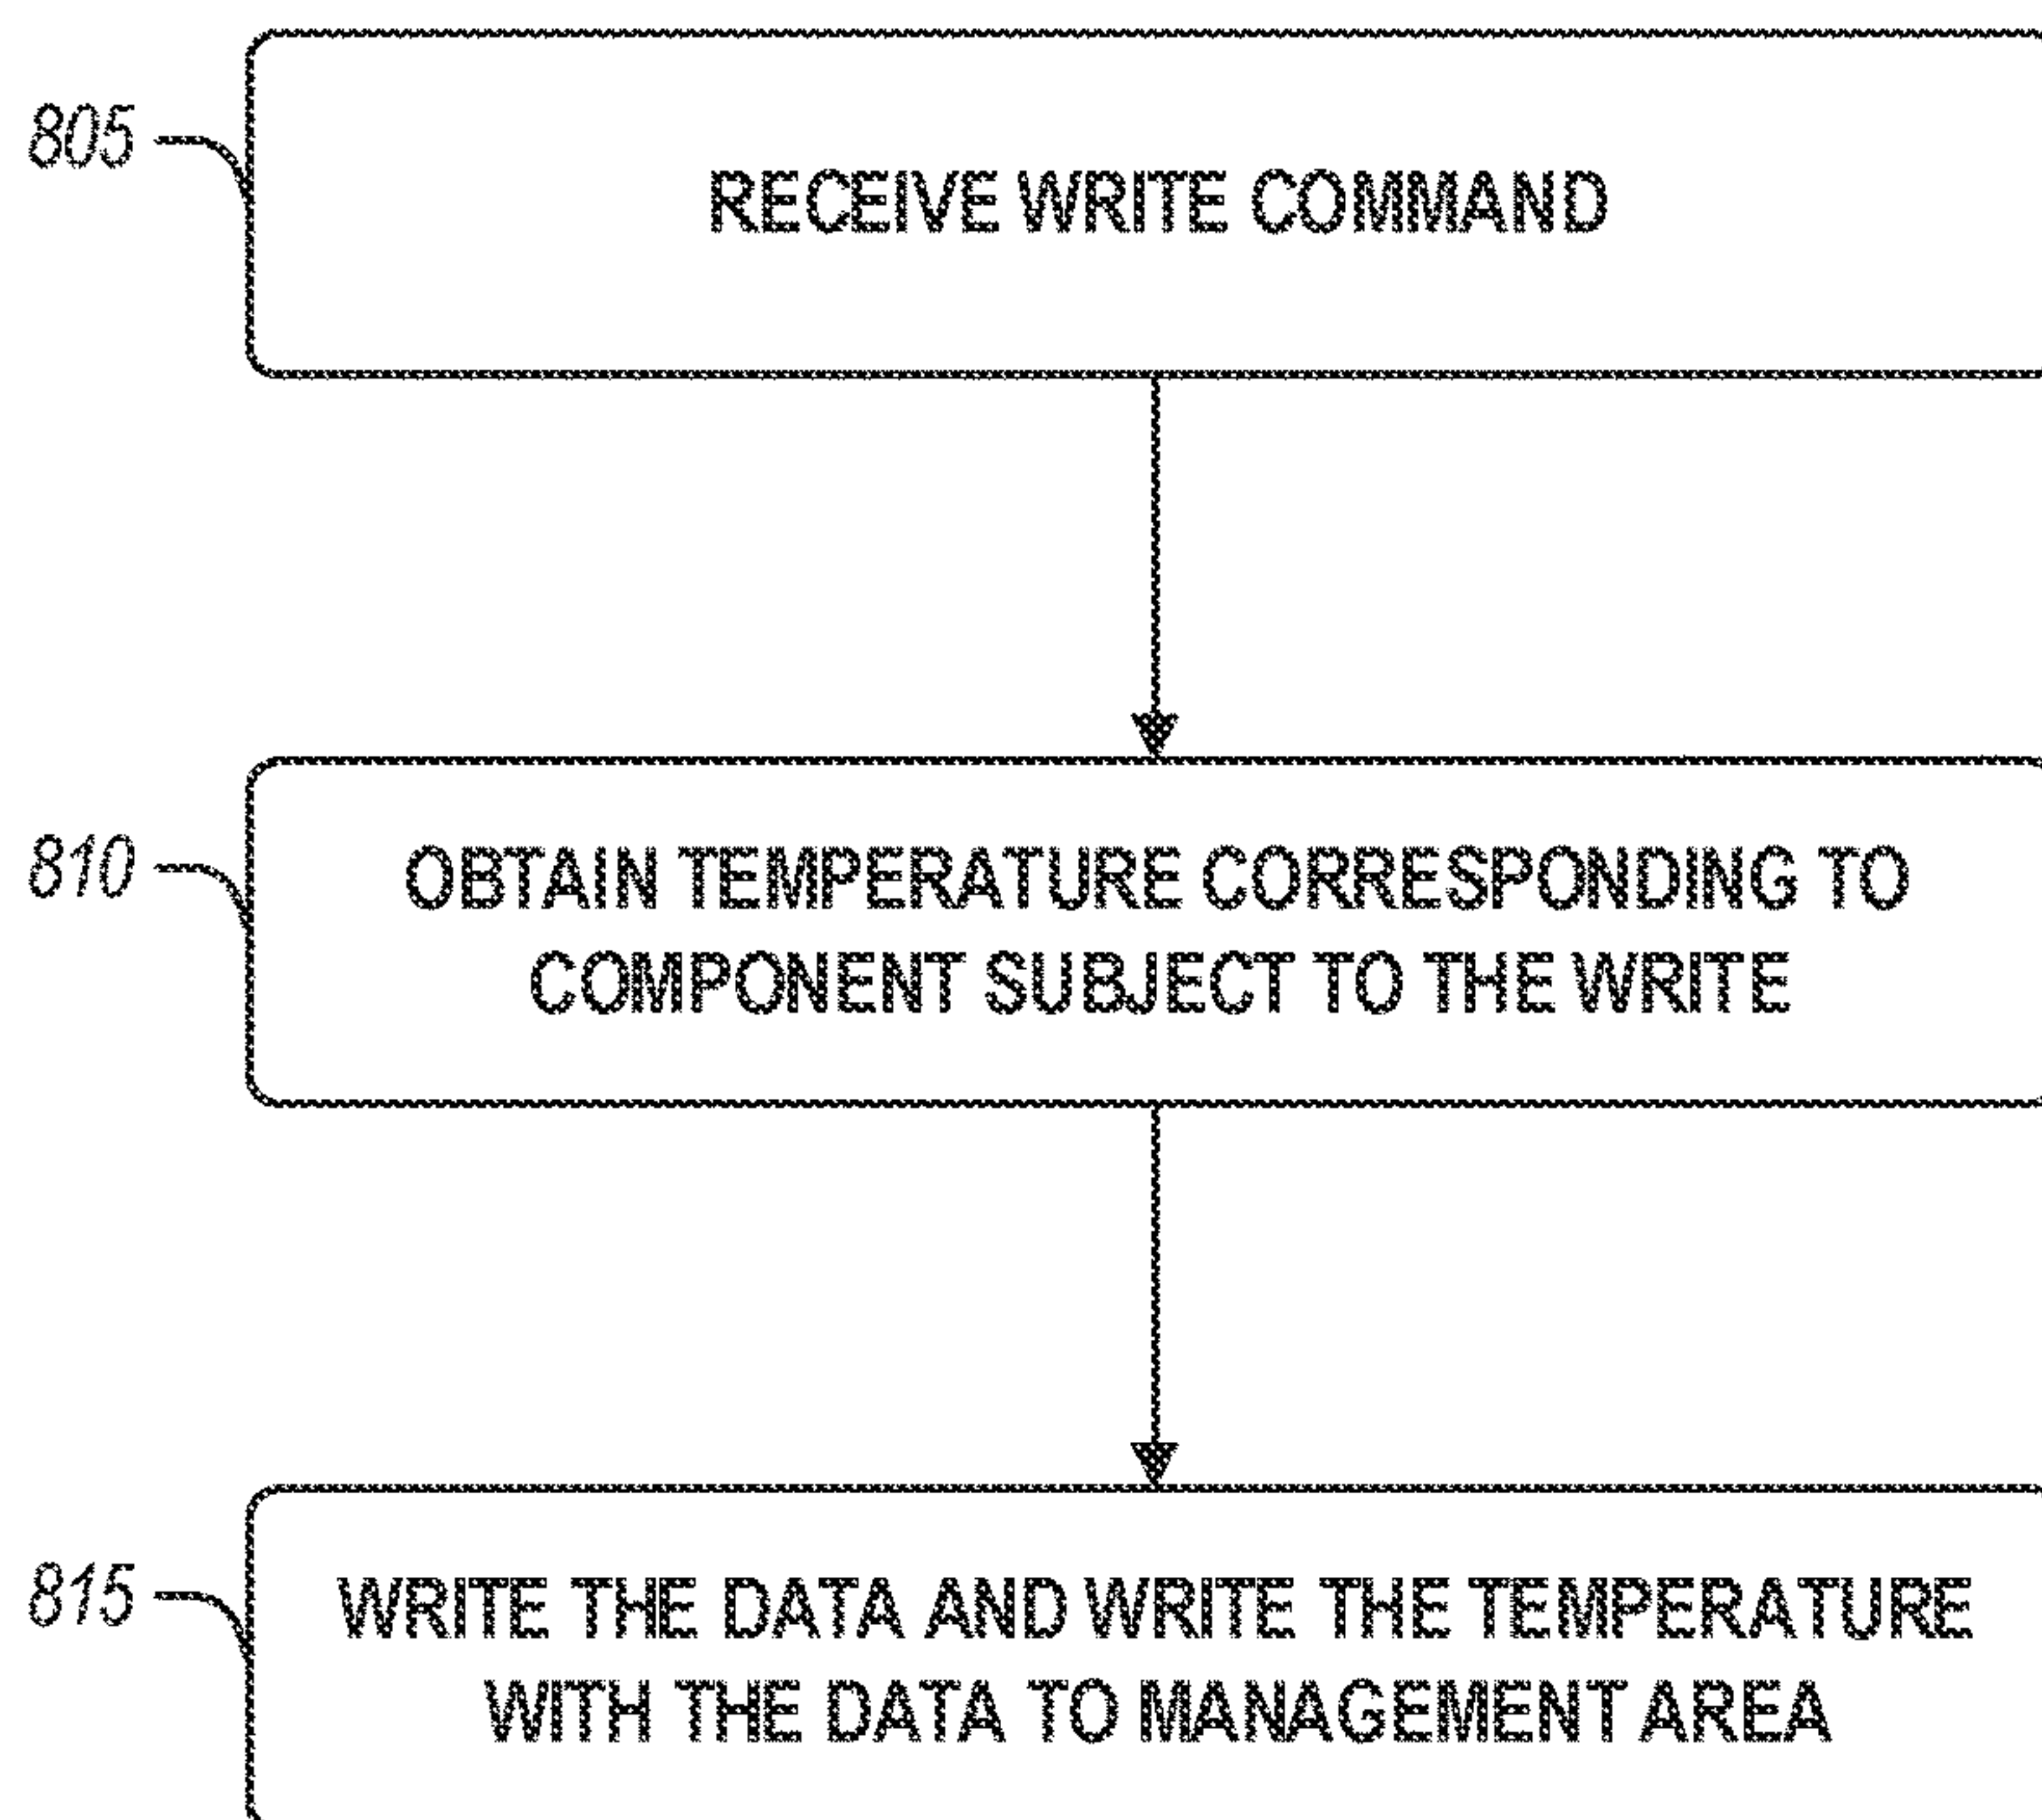 805
RECEIVE WRITE COMMAND
810
OBTAIN TEMPERATURE CORRESPONDING TO
COMPONENT SUBJECT TO THE WRITE
815
WRITE THE DATA AND WRITE THE TEMPERATURE
WITH THE DATA TO MANAGEMENT AREA